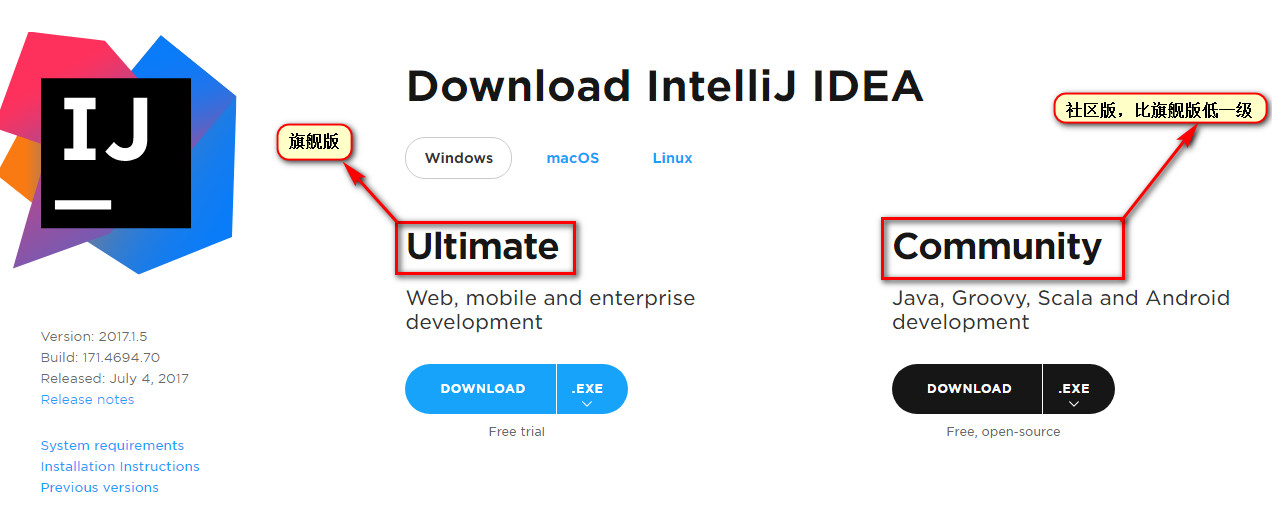 IJ
Download IntelliJ IDEA
社区版，比旗舰版低一级
旗舰版
Windows
macOS
Linux
Ultimate
Community
Web, mobile and enterprise
development
Java, Groovy, Scala and Android
development
Version: 2017.1.5
Build: 171.4694.70
Released: July 4, 2017
Release notes
DOWNLOAD
.EXE
DOWNLOAD
.EXE
Free trial
Free, open-source
System requirements
Installation Instructions
Previous versions